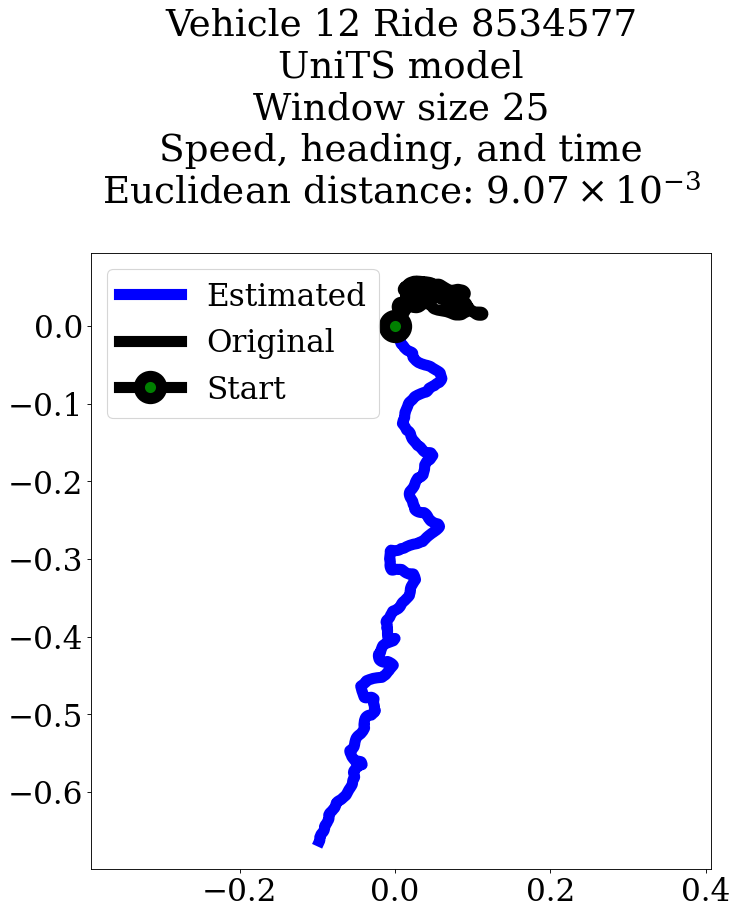 Vehicle 12 Ride 8534577
UniTS model
Window size 25
Speed, heading, and time
Euclidean distance: 9.07 × 10⁻³
Estimated
Original
Start
0.0
−0.1
−0.2
−0.3
−0.4
−0.5
−0.6
−0.2 0.0 0.2 0.4